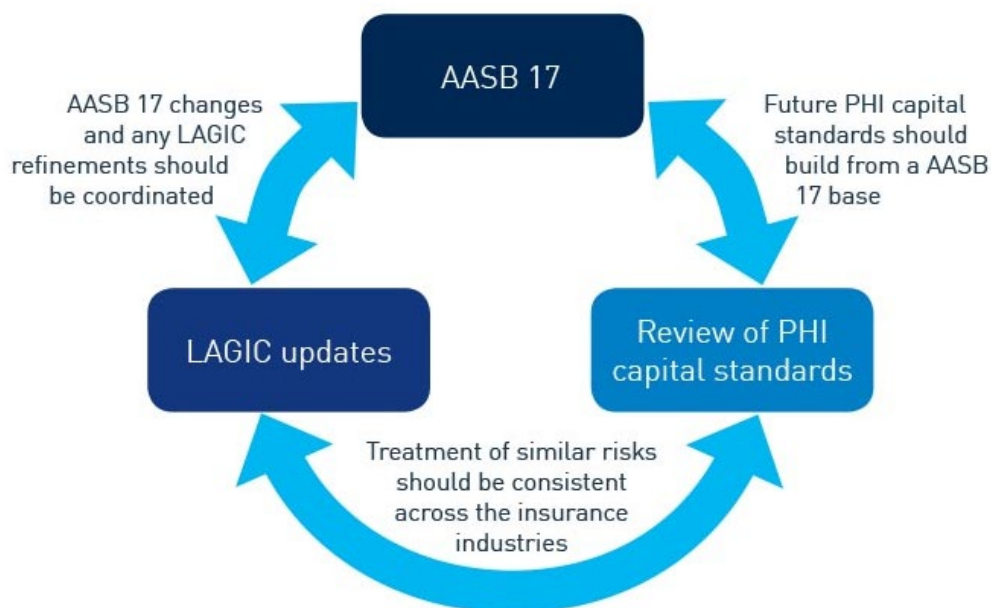 AASB 17
AASB 17 changes
and any LAGIC
refinements should
be coordinated
Future PHI capital
standards should
build from a AASB
17 base
LAGIC updates
Review of PHI
capital standards
Treatment of similar risks
should be consistent
across the insurance
industries